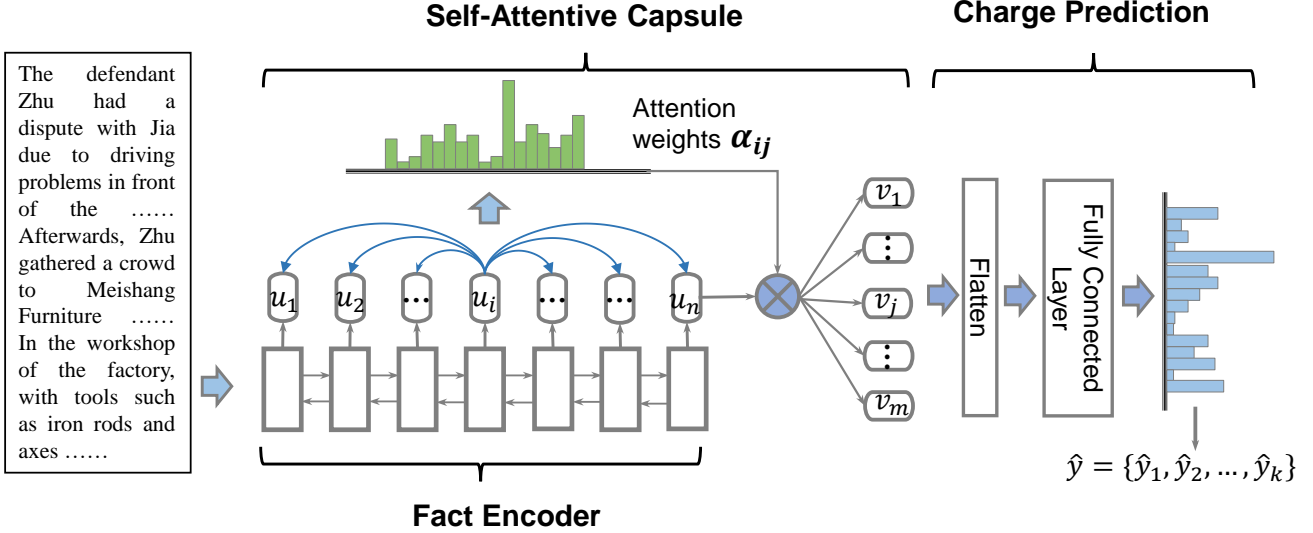 Self-Attentive Capsule
Charge Prediction
The defendant
Zhu had a
dispute with Jia
due to driving
problems in front
of the ……
Afterwards, Zhu
gathered a crowd
to Meishang
Furniture ……
In the workshop
of the factory,
with tools such
as iron rods and
axes ……
Attention
weights α_{ij}
u_1 u_2 ... u_i ... ... u_n
v_1
⋮
v_j
⋮
v_m
Flatten
Fully Connected
Layer
ŷ = {ŷ_1, ŷ_2, ..., ŷ_k}
Fact Encoder